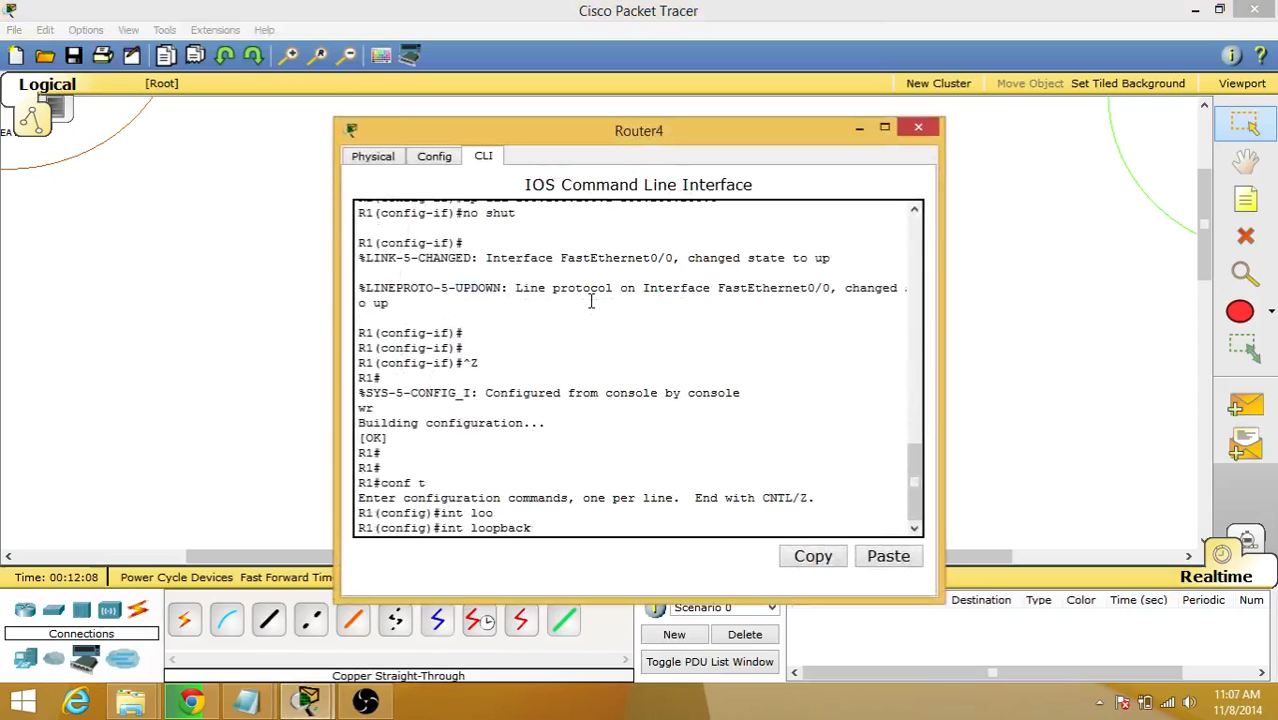 Cisco Packet Tracer
File Edit Options View Tools Extensions Help
Logical [Root] New Cluster Move Object Set Tiled Background Viewport
EA
Router4
Physical Config CLI
IOS Command Line Interface
R1(config-if)#no shut
R1(config-if)#
%LINK-5-CHANGED: Interface FastEthernet0/0, changed state to up
%LINEPROTO-5-UPDOWN: Line protocol on Interface FastEthernet0/0, changed
o up
R1(config-if)#
R1(config-if)#
R1(config-if)#^Z
R1#
%SYS-5-CONFIG_I: Configured from console by console
wr
Building configuration...
[OK]
R1#
R1#
R1#conf t
Enter configuration commands, one per line.  End with CNTL/Z.
R1(config)#int loo
R1(config)#int loopback
Copy Paste
Time: 00:12:08 Power Cycle Devices Fast Forward Tim
Realtime
Connections
Copper Straight-Through
Scenario 0
New Delete
Toggle PDU List Window
Destination Type Color Time (sec) Periodic Num
11:07 AM
11/8/2014